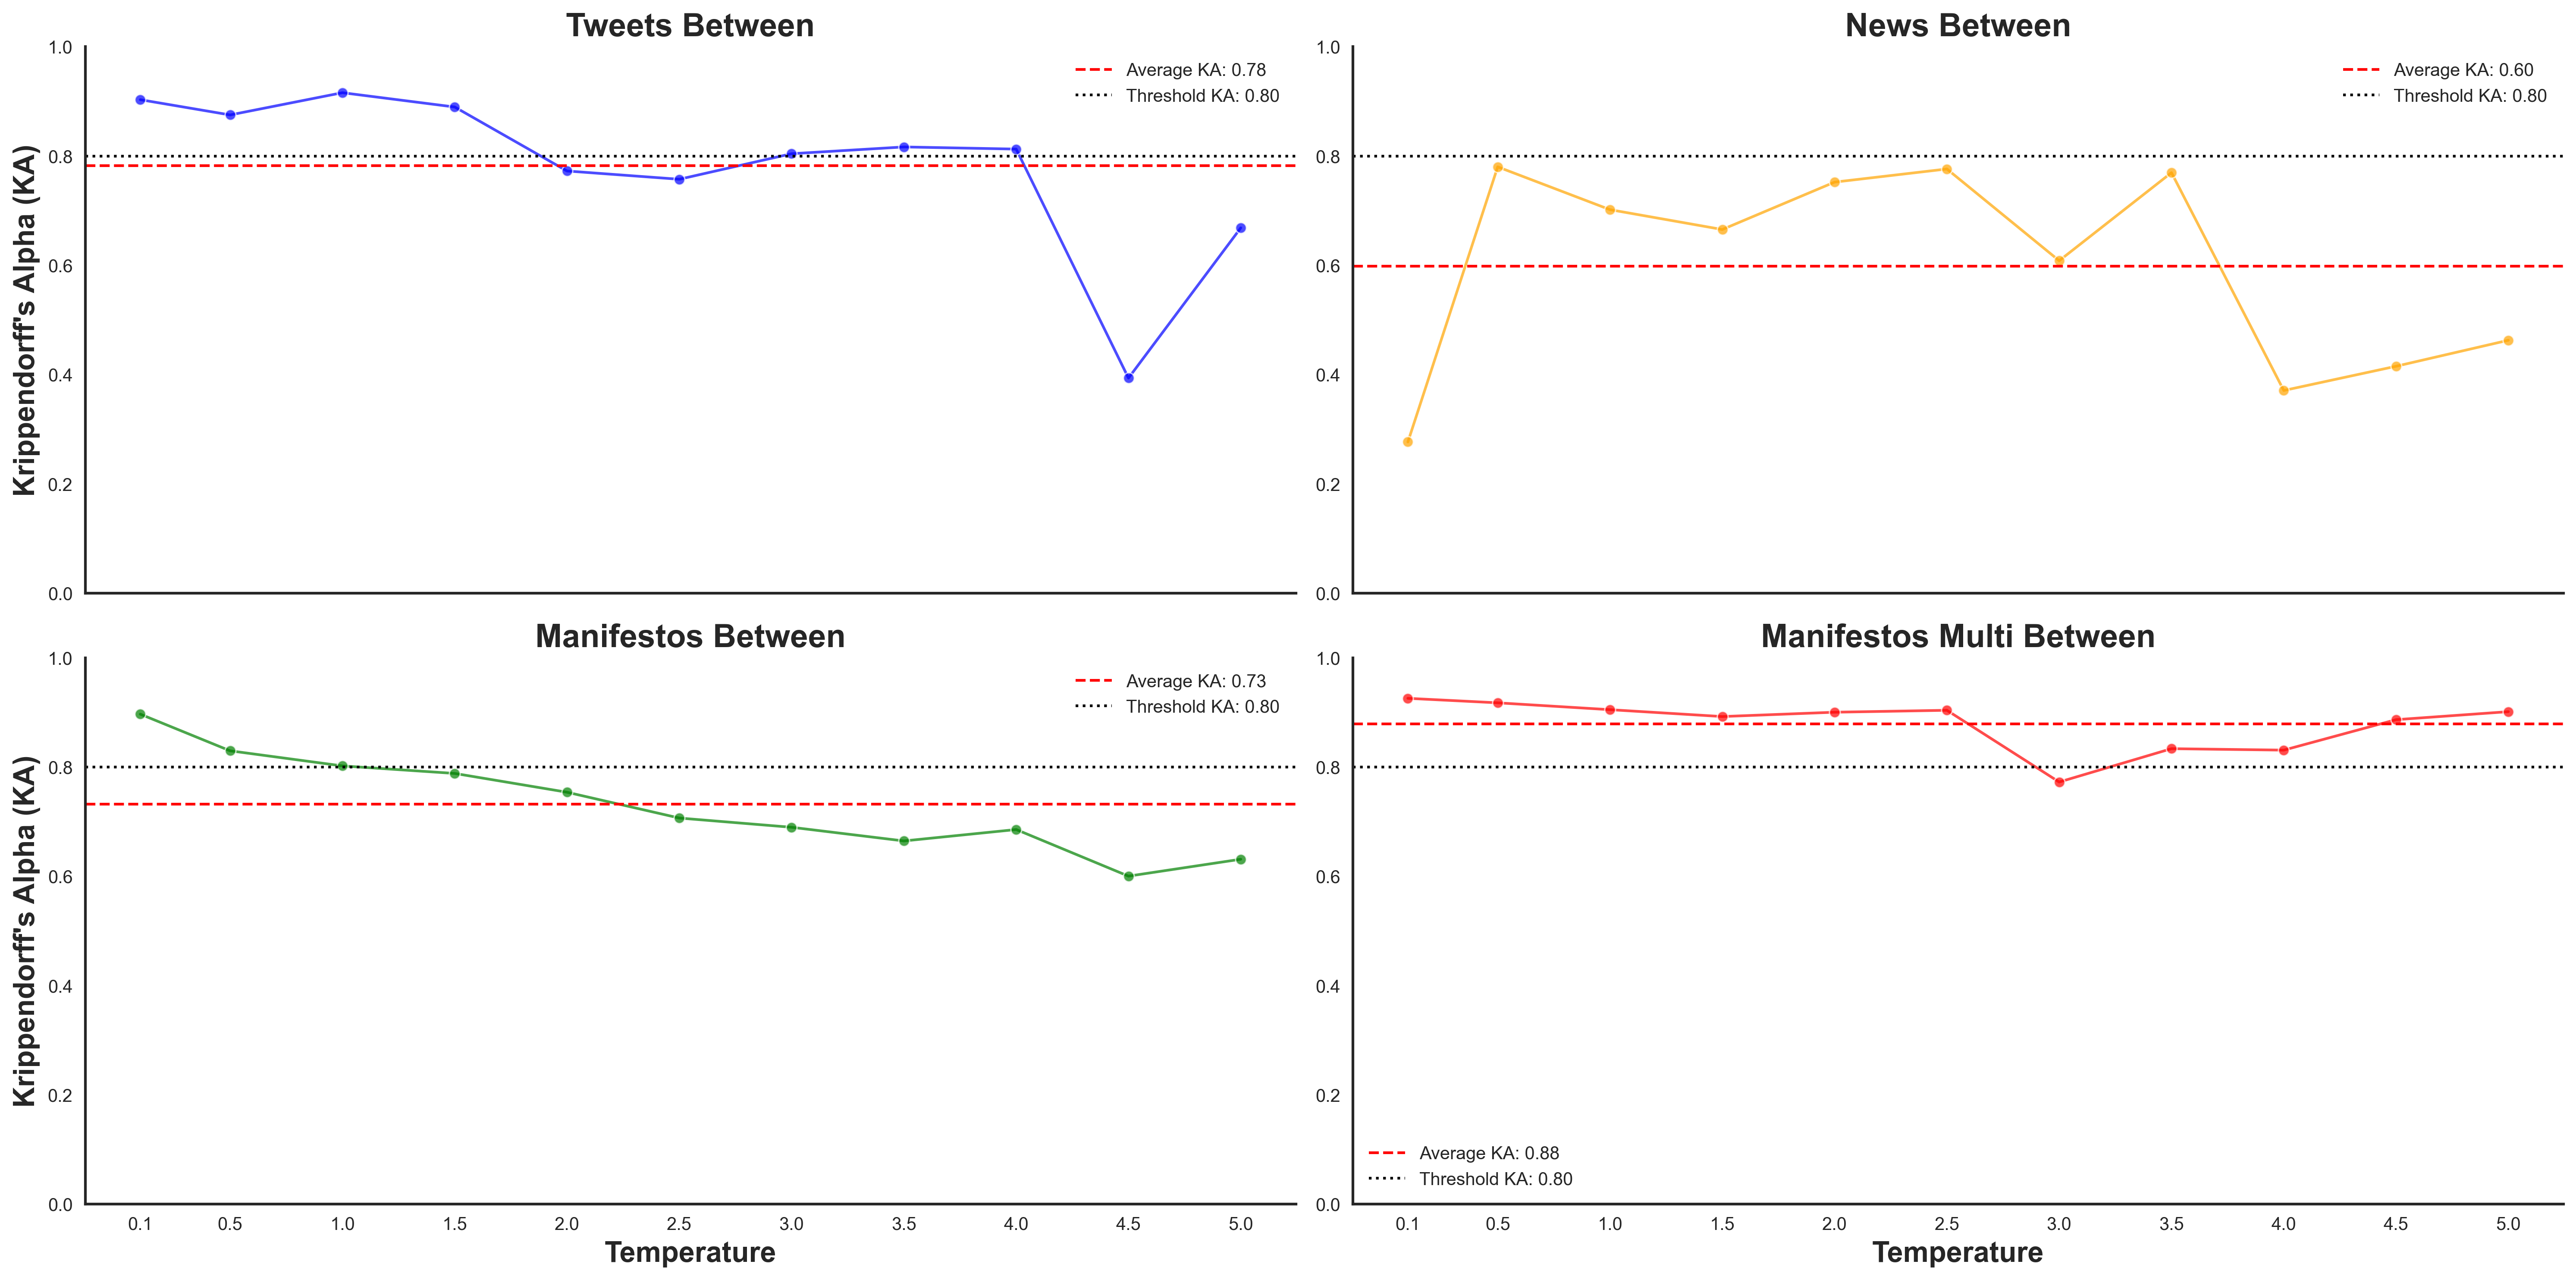 Tweets Between
Krippendorff's Alpha (KA)
1.0
0.8
0.6
0.4
0.2
0.0
Average KA: 0.78
Threshold KA: 0.80
News Between
1.0
0.8
0.6
0.4
0.2
0.0
Average KA: 0.60
Threshold KA: 0.80
Manifestos Between
Krippendorff's Alpha (KA)
1.0
0.8
0.6
0.4
0.2
0.0
Average KA: 0.73
Threshold KA: 0.80
0.1 0.5 1.0 1.5 2.0 2.5 3.0 3.5 4.0 4.5 5.0
Temperature
Manifestos Multi Between
1.0
0.8
0.6
0.4
0.2
0.0
Average KA: 0.88
Threshold KA: 0.80
0.1 0.5 1.0 1.5 2.0 2.5 3.0 3.5 4.0 4.5 5.0
Temperature